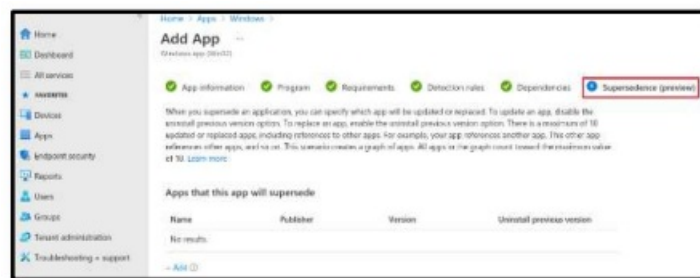 Home > Apps > Windows >
Add App ...
Windows app (Win32)
Home
Dashboard
All services
FAVORITES
Devices
Apps
Endpoint security
Reports
Users
Groups
Tenant administration
Troubleshooting + support
App information
Program
Requirements
Detection rules
Dependencies
Supersedence (preview)
When you supersede an application, you can specify which app will be updated or replaced. To update an app, disable the
uninstall previous version option. To replace an app, enable the uninstall previous version option. There is a maximum of 10
updated or replaced apps, including references to other apps. For example, your app references another app. This other app
references other apps, and so on. This scenario creates a graph of apps. All apps in the graph count toward the maximum value
of 10. Learn more
Apps that this app will supersede
Name Publisher Version Uninstall previous version
No results
+ Add